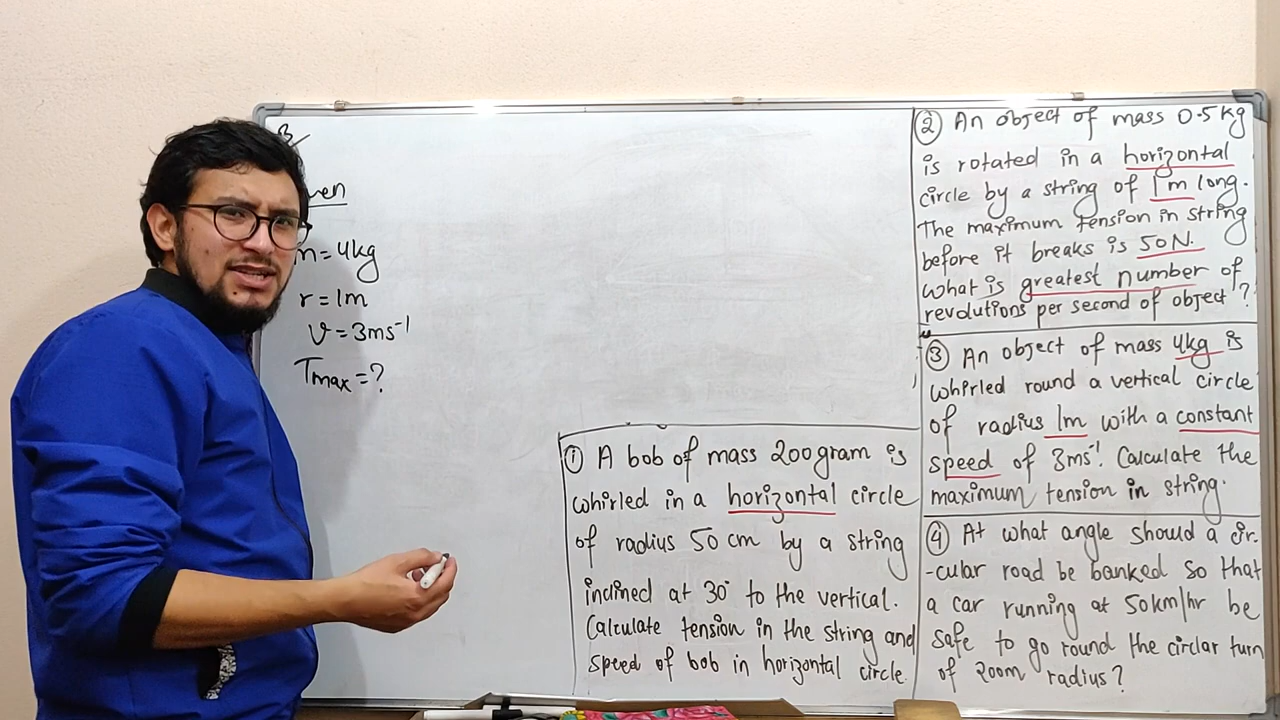 3
m=4kg
r=1m
v=3ms⁻¹
Tmax=?
① A bob of mass 200gram is
whirled in a horizontal circle
of radius 50 cm by a string
inclined at 30° to the vertical.
Calculate tension in the string and
speed of bob in horizontal circle.
② An object of mass 0.5kg
is rotated in a horizontal
circle by a string of 1m long.
The maximum tension in string
before it breaks is 50N.
what is greatest number of
revolutions per second of object?
③ An object of mass 4kg is
whirled round a vertical circle
of radius 1m with a constant
speed of 3ms⁻¹. Calculate the
maximum tension in string.
④ At what angle should a cir-
-cular road be banked so that
a car running at 50km/hr be
safe to go round the circlar turn
of 200m radius?